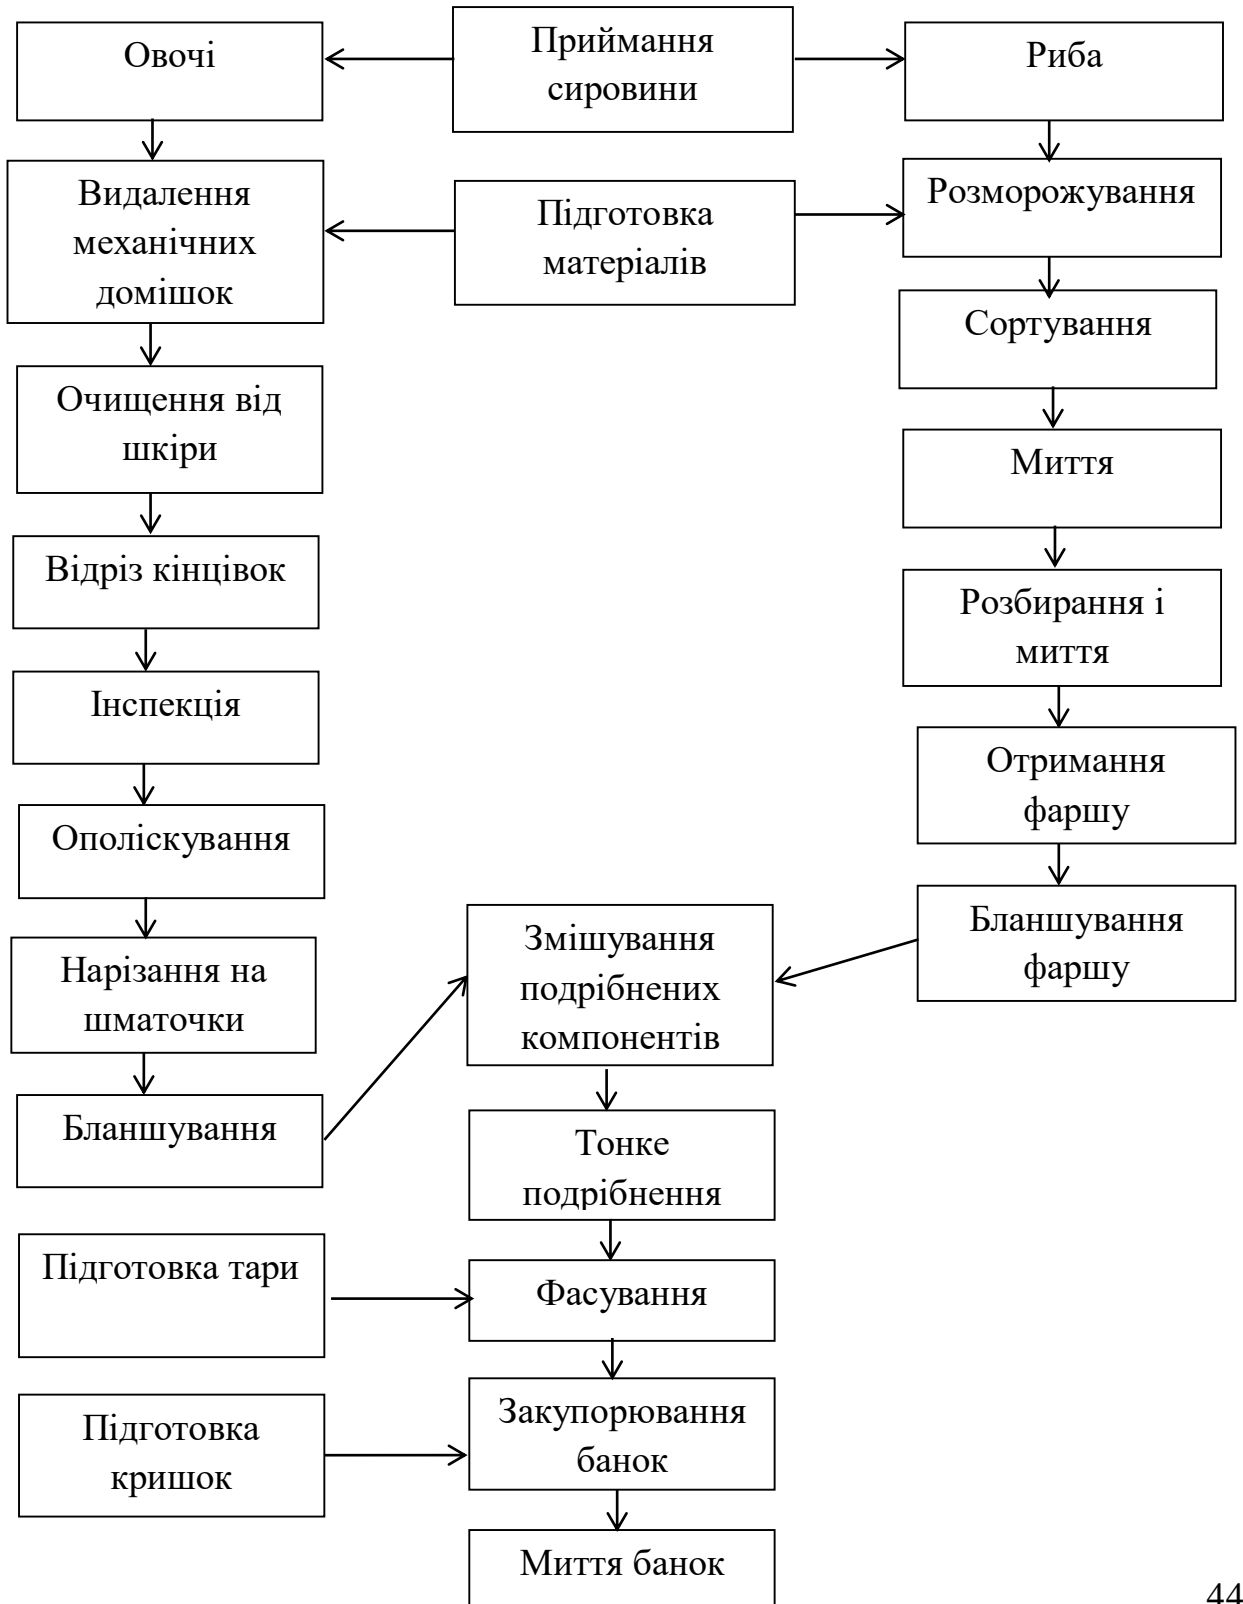 Овочі
Приймання
сировини
Риба
Видалення
механічних
домішок
Підготовка
матеріалів
Розморожування
Сортування
Очищення від
шкіри
Миття
Відріз кінцівок
Розбирання і
миття
Інспекція
Отримання
фаршу
Ополіскування
Бланшування
фаршу
Змішування
подрібнених
компонентів
Нарізання на
шматочки
Бланшування
Тонке
подрібнення
Підготовка тари
Фасування
Підготовка
кришок
Закупорювання
банок
Миття банок
44